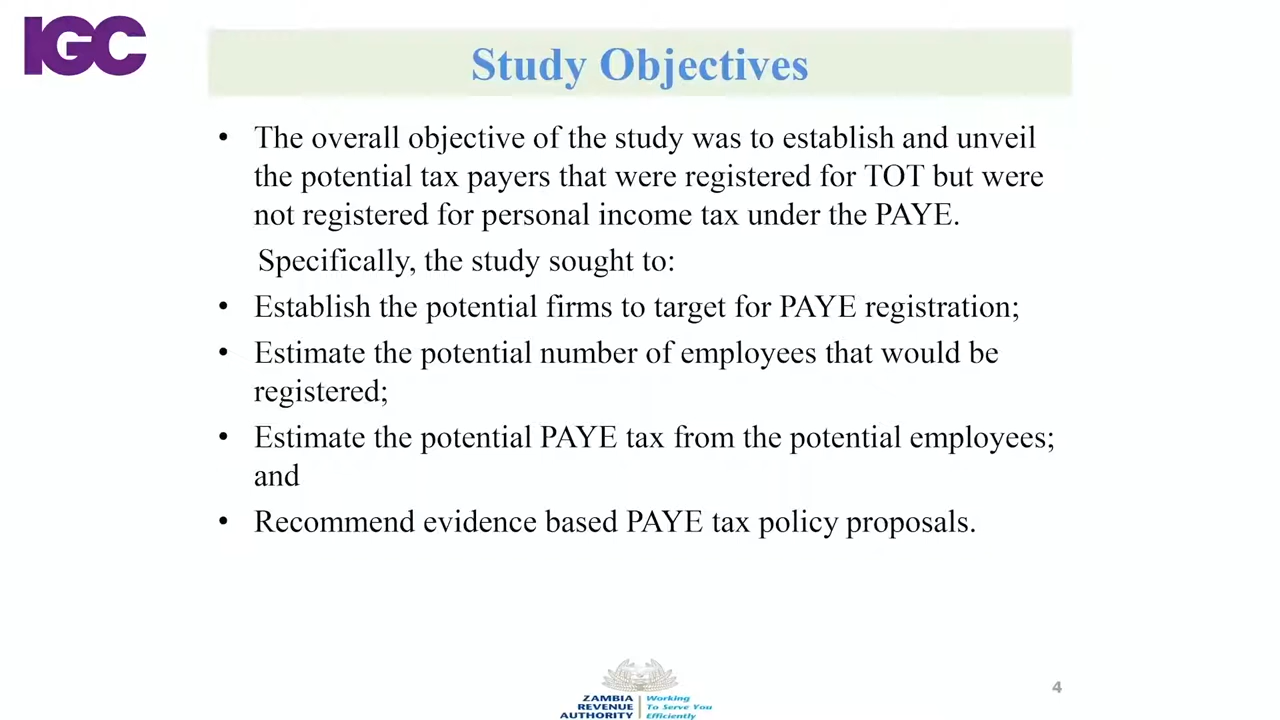 IGC
Study Objectives
• The overall objective of the study was to establish and unveil
the potential tax payers that were registered for TOT but were
not registered for personal income tax under the PAYE.
Specifically, the study sought to:
• Establish the potential firms to target for PAYE registration;
• Estimate the potential number of employees that would be
registered;
• Estimate the potential PAYE tax from the potential employees;
and
• Recommend evidence based PAYE tax policy proposals.
ZAMBIA
REVENUE
AUTHORITY
Working
To Serve You
Efficiently
4